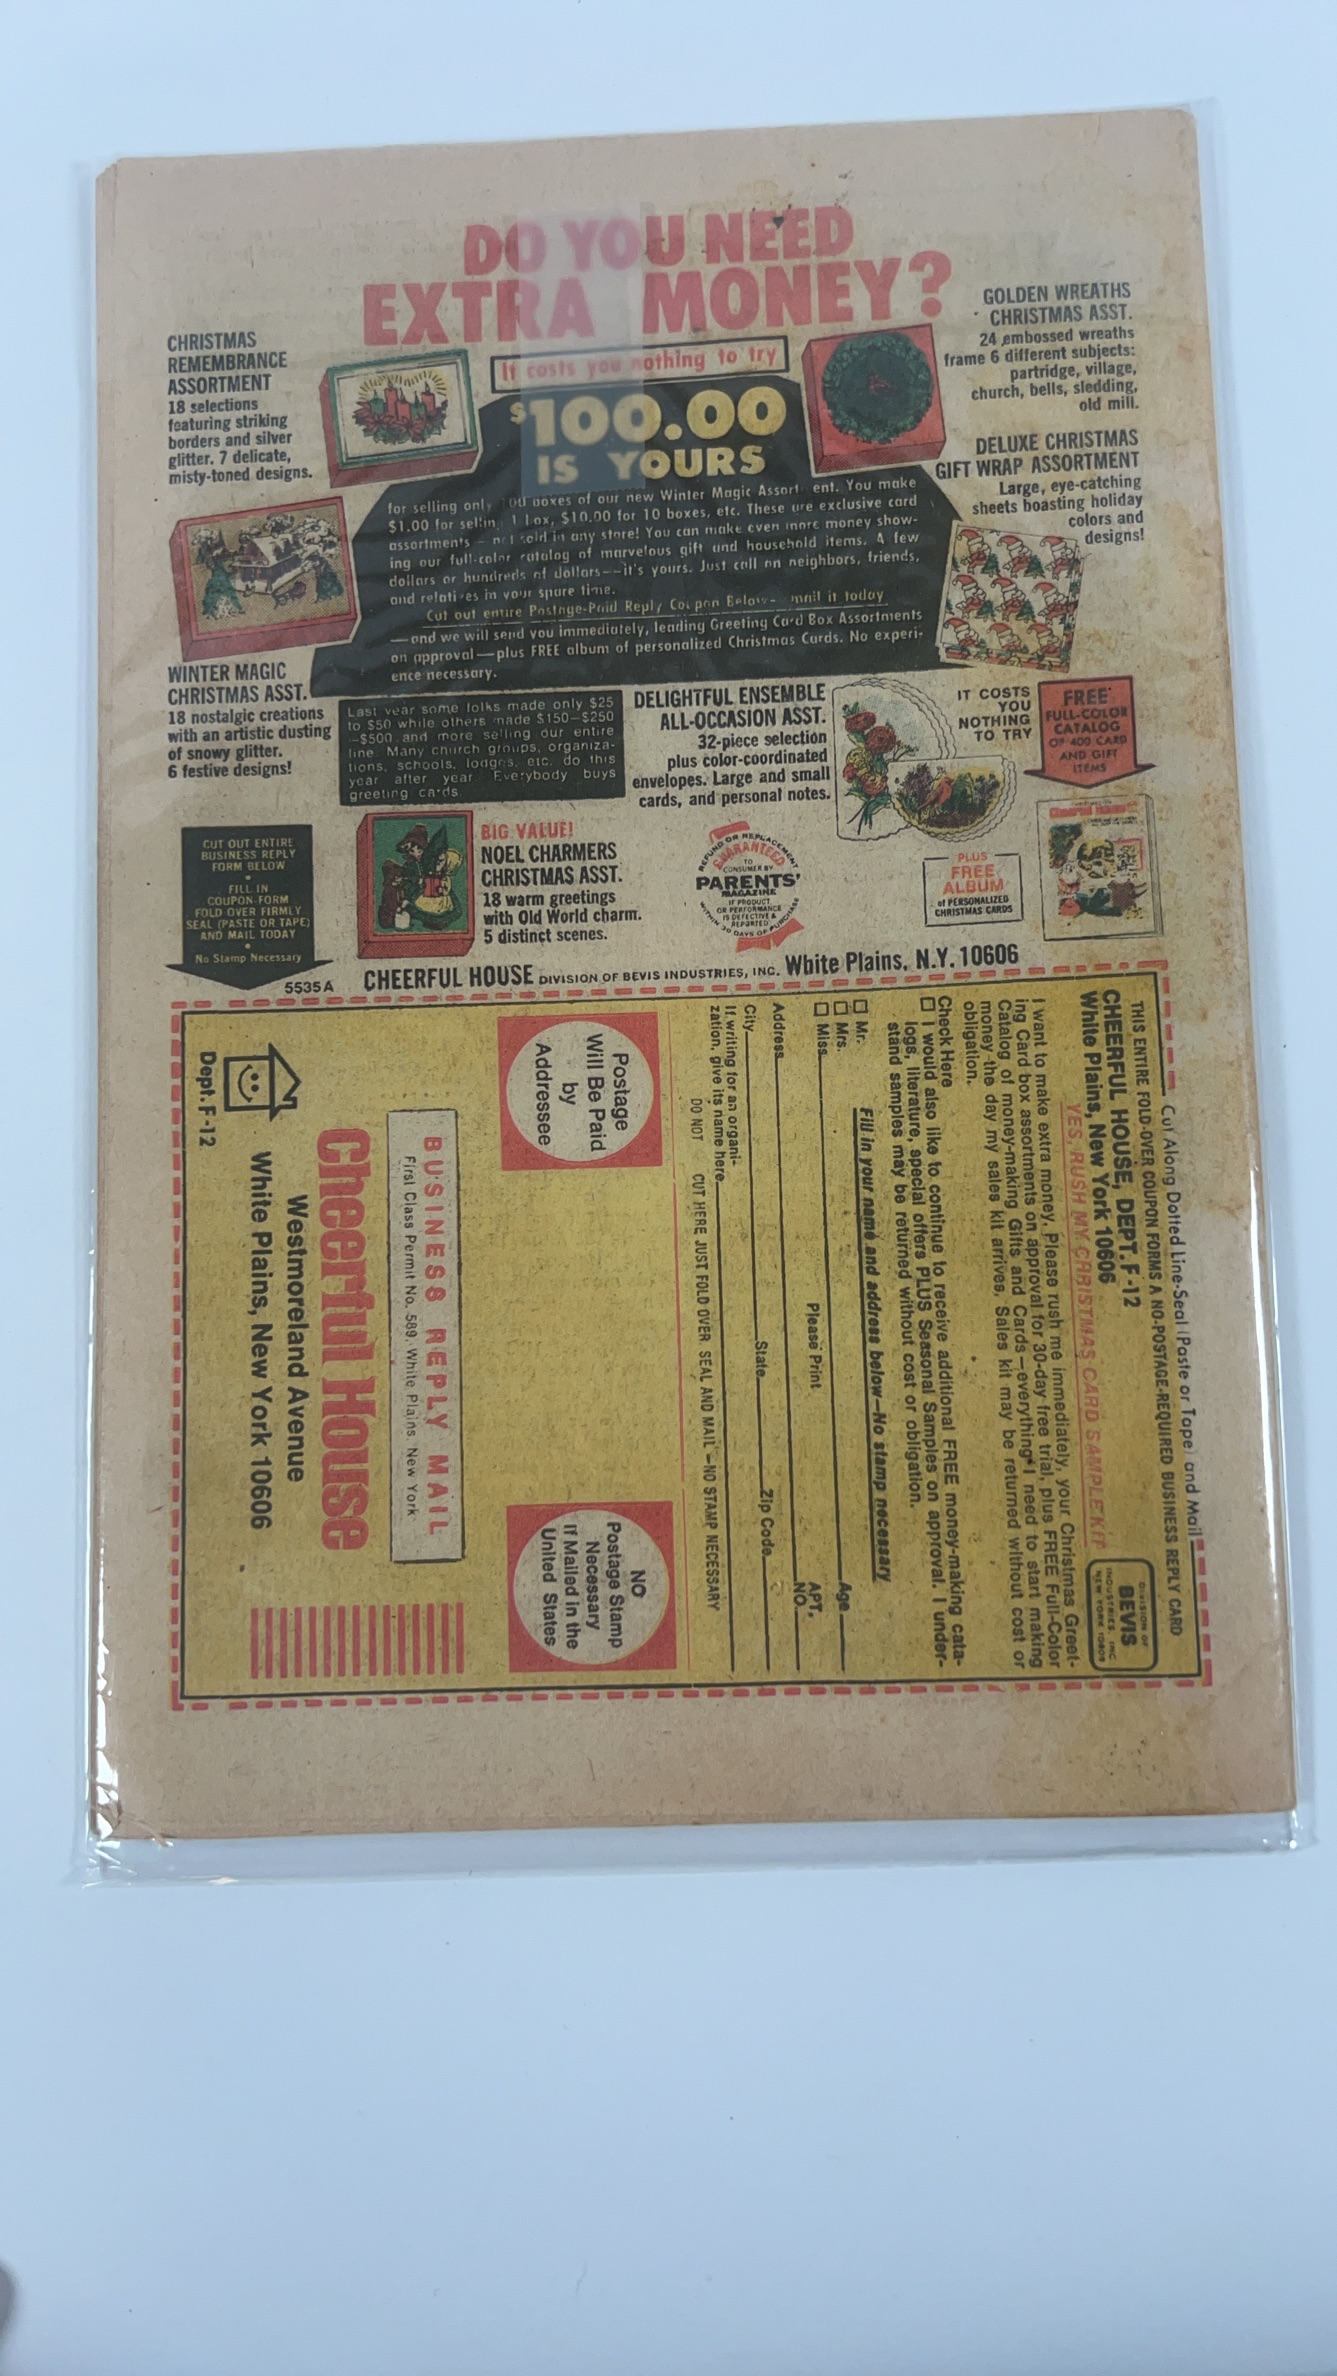 DO YOU NEED
EXTRA MONEY?
It costs you nothing to try
$100.00
IS YOURS
for selling only 100 boxes of our new Winter Magic Assortment. You make
$1.00 for selling 1 box, $10.00 for 10 boxes, etc. These are exclusive card
assortments — not sold in any store! You can make even more money show-
ing our full-color catalog of marvelous gift and household items. A few
dollars or hundreds of dollars—it's yours. Just call on neighbors, friends,
and relatives in your spare time.
Cut out entire Postage-Paid Reply Coupon Below - mail it today
—and we will send you immediately, leading Greeting Card Box Assortments
on approval—plus FREE album of personalized Christmas Cards. No experi-
ence necessary.
CHRISTMAS
REMEMBRANCE
ASSORTMENT
18 selections
featuring striking
borders and silver
glitter. 7 delicate,
misty-toned designs.
GOLDEN WREATHS
CHRISTMAS ASST.
24 embossed wreaths
frame 6 different subjects:
partridge, village,
church, bells, sledding,
old mill.
DELUXE CHRISTMAS
GIFT WRAP ASSORTMENT
Large, eye-catching
sheets boasting holiday
colors and
designs!
WINTER MAGIC
CHRISTMAS ASST.
18 nostalgic creations
with an artistic dusting
of snowy glitter.
6 festive designs!
Last year some folks made only $25
to $50 while others made $150–$250
–$500 and more selling our entire
line. Many church groups, organiza-
tions, schools, lodges, etc. do this
year after year. Everybody buys
greeting cards
DELIGHTFUL ENSEMBLE
ALL-OCCASION ASST.
32-piece selection
plus color-coordinated
envelopes. Large and small
cards, and personal notes.
IT COSTS
YOU
NOTHING
TO TRY
FREE
FULL-COLOR
CATALOG
OF 400 CARD
AND GIFT
ITEMS
CUT OUT ENTIRE
BUSINESS REPLY
FORM BELOW
•
FILL IN
COUPON-FORM
FOLD OVER FIRMLY
SEAL (PASTE OR TAPE)
AND MAIL TODAY
•
No Stamp Necessary
BIG VALUE!
NOEL CHARMERS
CHRISTMAS ASST.
18 warm greetings
with Old World charm.
5 distinct scenes.
REFUND OR REPLACEMENT
GUARANTEED
TO
CONSUMER BY
PARENTS'
MAGAZINE
IF PRODUCT
OR PERFORMANCE
IS DEFECTIVE &
REPORTED
WITHIN 30 DAYS OF PURCHASE
PLUS
FREE
ALBUM
of PERSONALIZED
CHRISTMAS CARDS
5535A
CHEERFUL HOUSE DIVISION OF BEVIS INDUSTRIES, INC. White Plains, N.Y. 10606
Cut Along Dotted Line-Seal (Paste or Tape) and Mail
THIS ENTIRE FOLD-OVER COUPON FORMS A NO-POSTAGE-REQUIRED BUSINESS REPLY CARD
CHEERFUL HOUSE, DEPT. F-12
White Plains, New York 10606
DIVISION OF
BEVIS
INDUSTRIES, INC
NEW YORK 10606
YES, RUSH MY CHRISTMAS CARD SAMPLE KIT
I want to make extra money. Please rush me immediately, your Christmas Greet-
ing Card box assortments on approval for 30-day free trial, plus FREE Full-Color
Catalog of money-making Gifts and Cards—everything I need to start making
money the day my sales kit arrives. Sales kit may be returned without cost or
obligation.
Check Here
I would also like to continue to receive additional FREE money-making cata-
logs, literature, special offers PLUS Seasonal Samples on approval. I under-
stand samples may be returned without cost or obligation.
Fill in your name and address below—No stamp necessary
Mr.
Mrs.
Miss
Age
Please Print
Address
APT.
NO.
City
State
Zip Code
If writing for an organi-
zation, give its name here
DO NOT CUT HERE JUST FOLD OVER SEAL AND MAIL—NO STAMP NECESSARY
Postage
Will Be Paid
by
Addressee
NO
Postage Stamp
Necessary
If Mailed in the
United States
BUSINESS REPLY MAIL
First Class Permit No. 589, White Plains, New York
Cheerful House
Westmoreland Avenue
White Plains, New York 10606
Dept. F-12